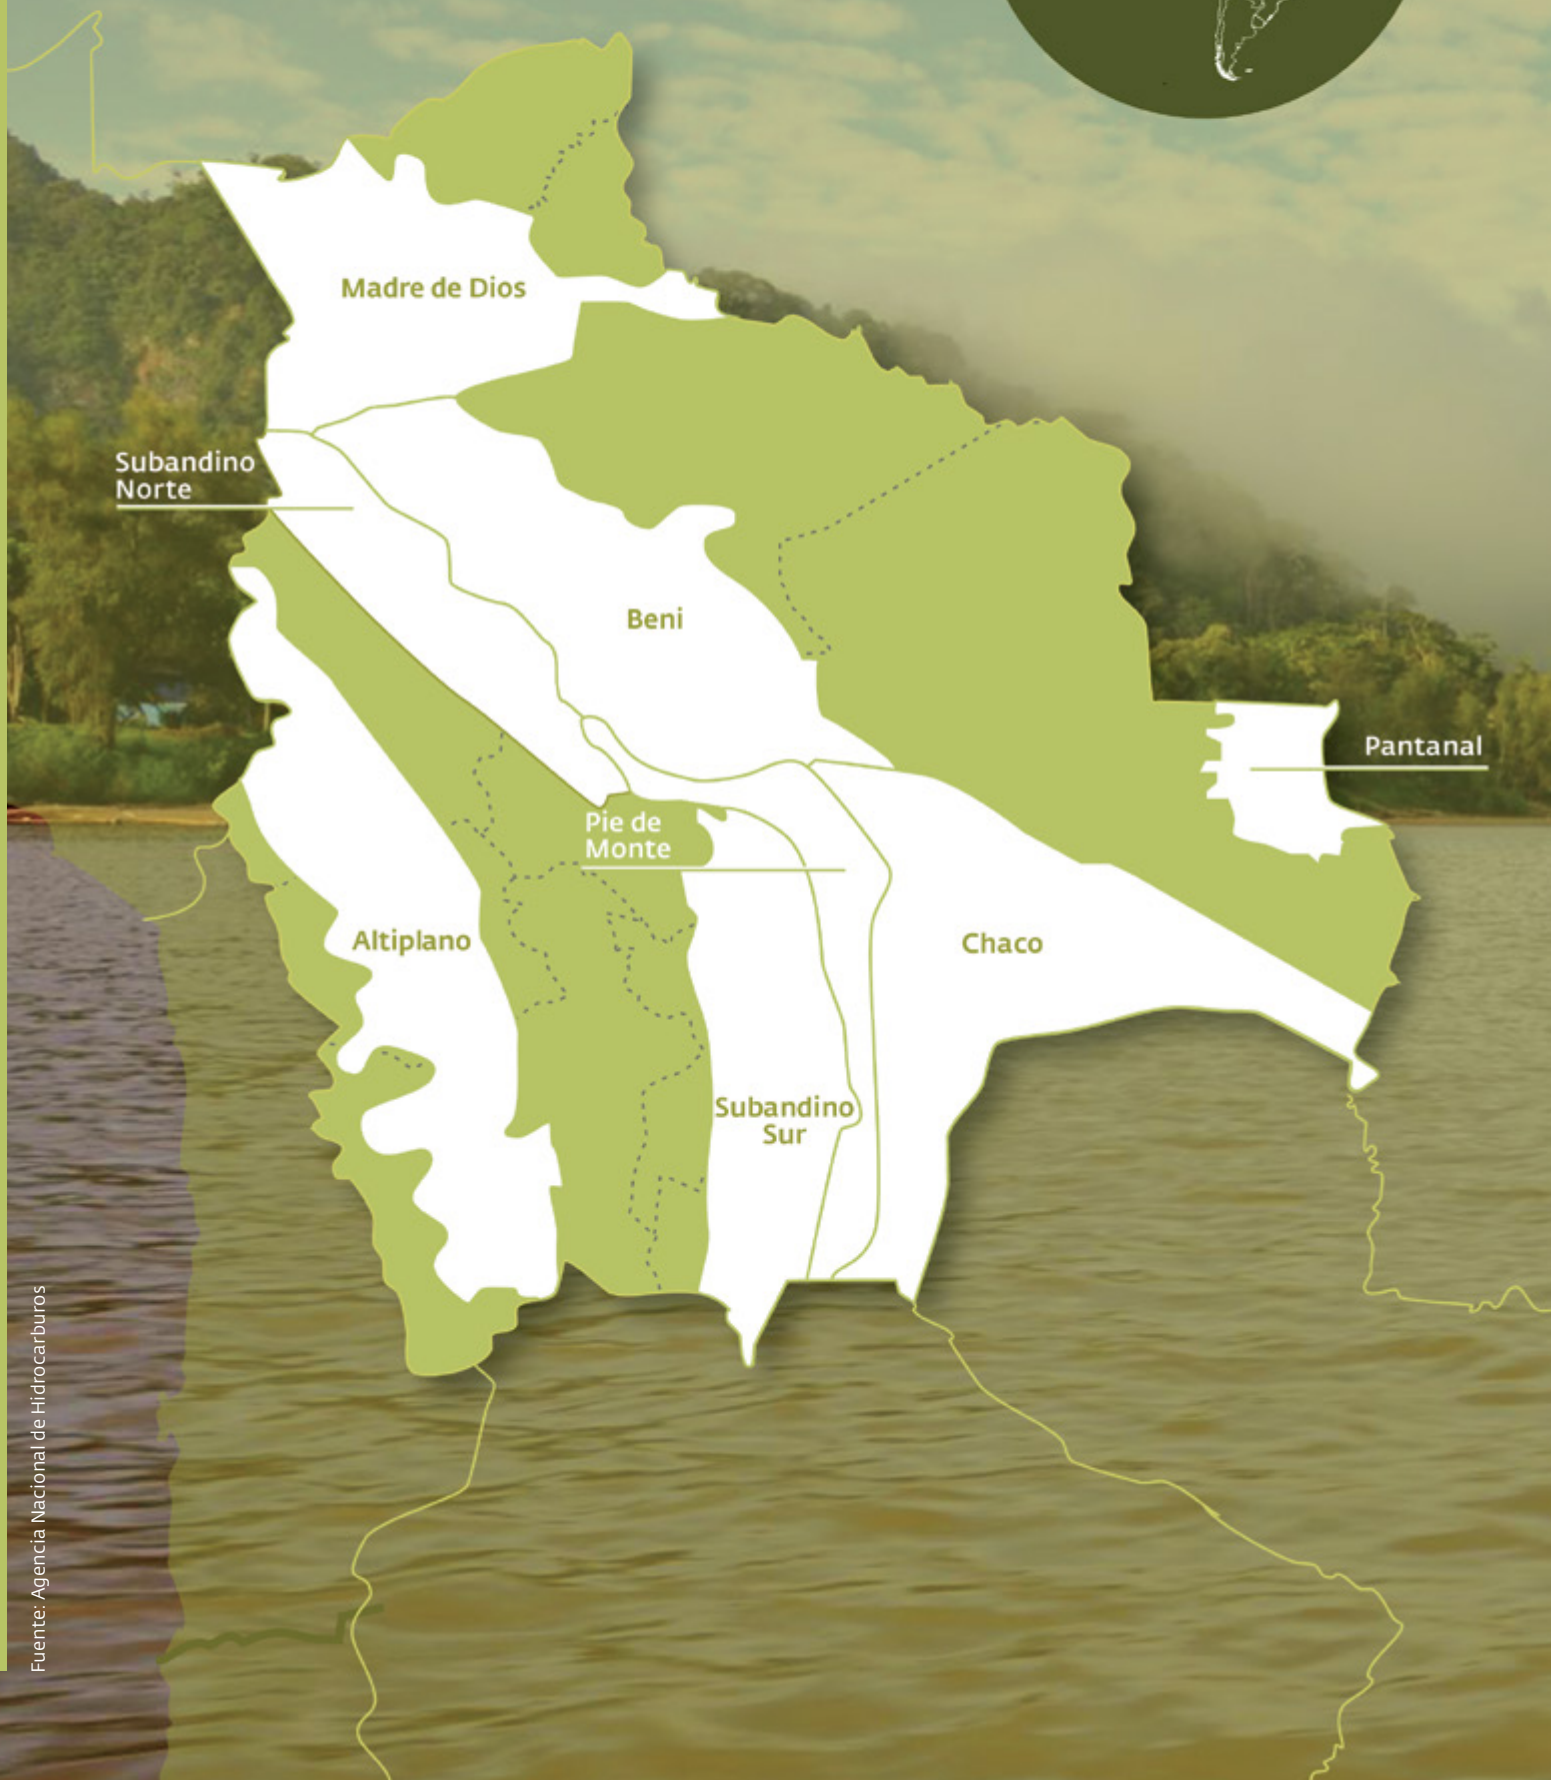 Madre de Dios
Subandino
Norte
Beni
Pantanal
Pie de
Monte
Altiplano
Chaco
Subandino
Sur
Fuente: Agencia Nacional de Hidrocarburos